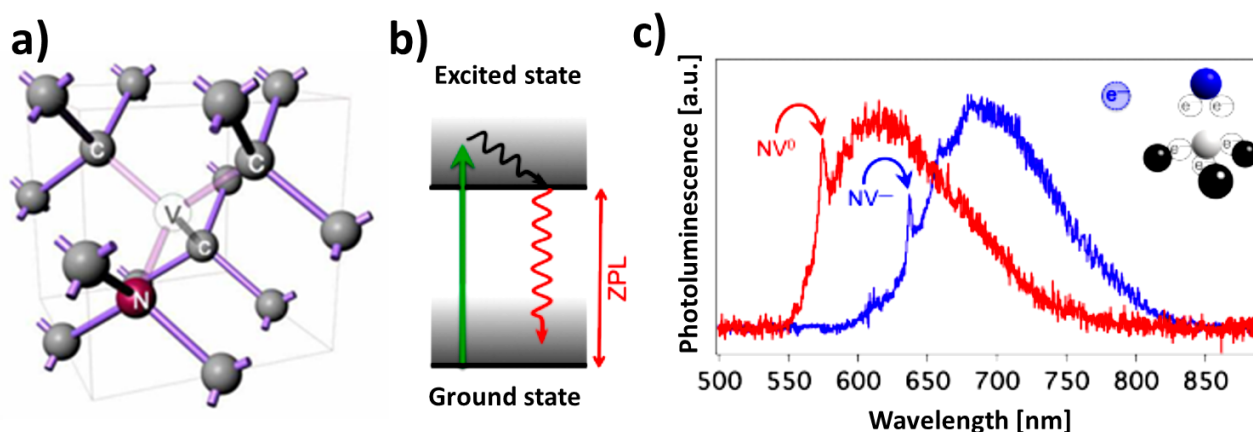 a)
C
C
V
C
N
b)
Excited state
ZPL
Ground state
c)
Photoluminescence [a.u.]
NV⁰
NV—
e⁻
e⁻
e⁻
e⁻
e⁻
e⁻
500 550 600 650 700 750 800 850
Wavelength [nm]